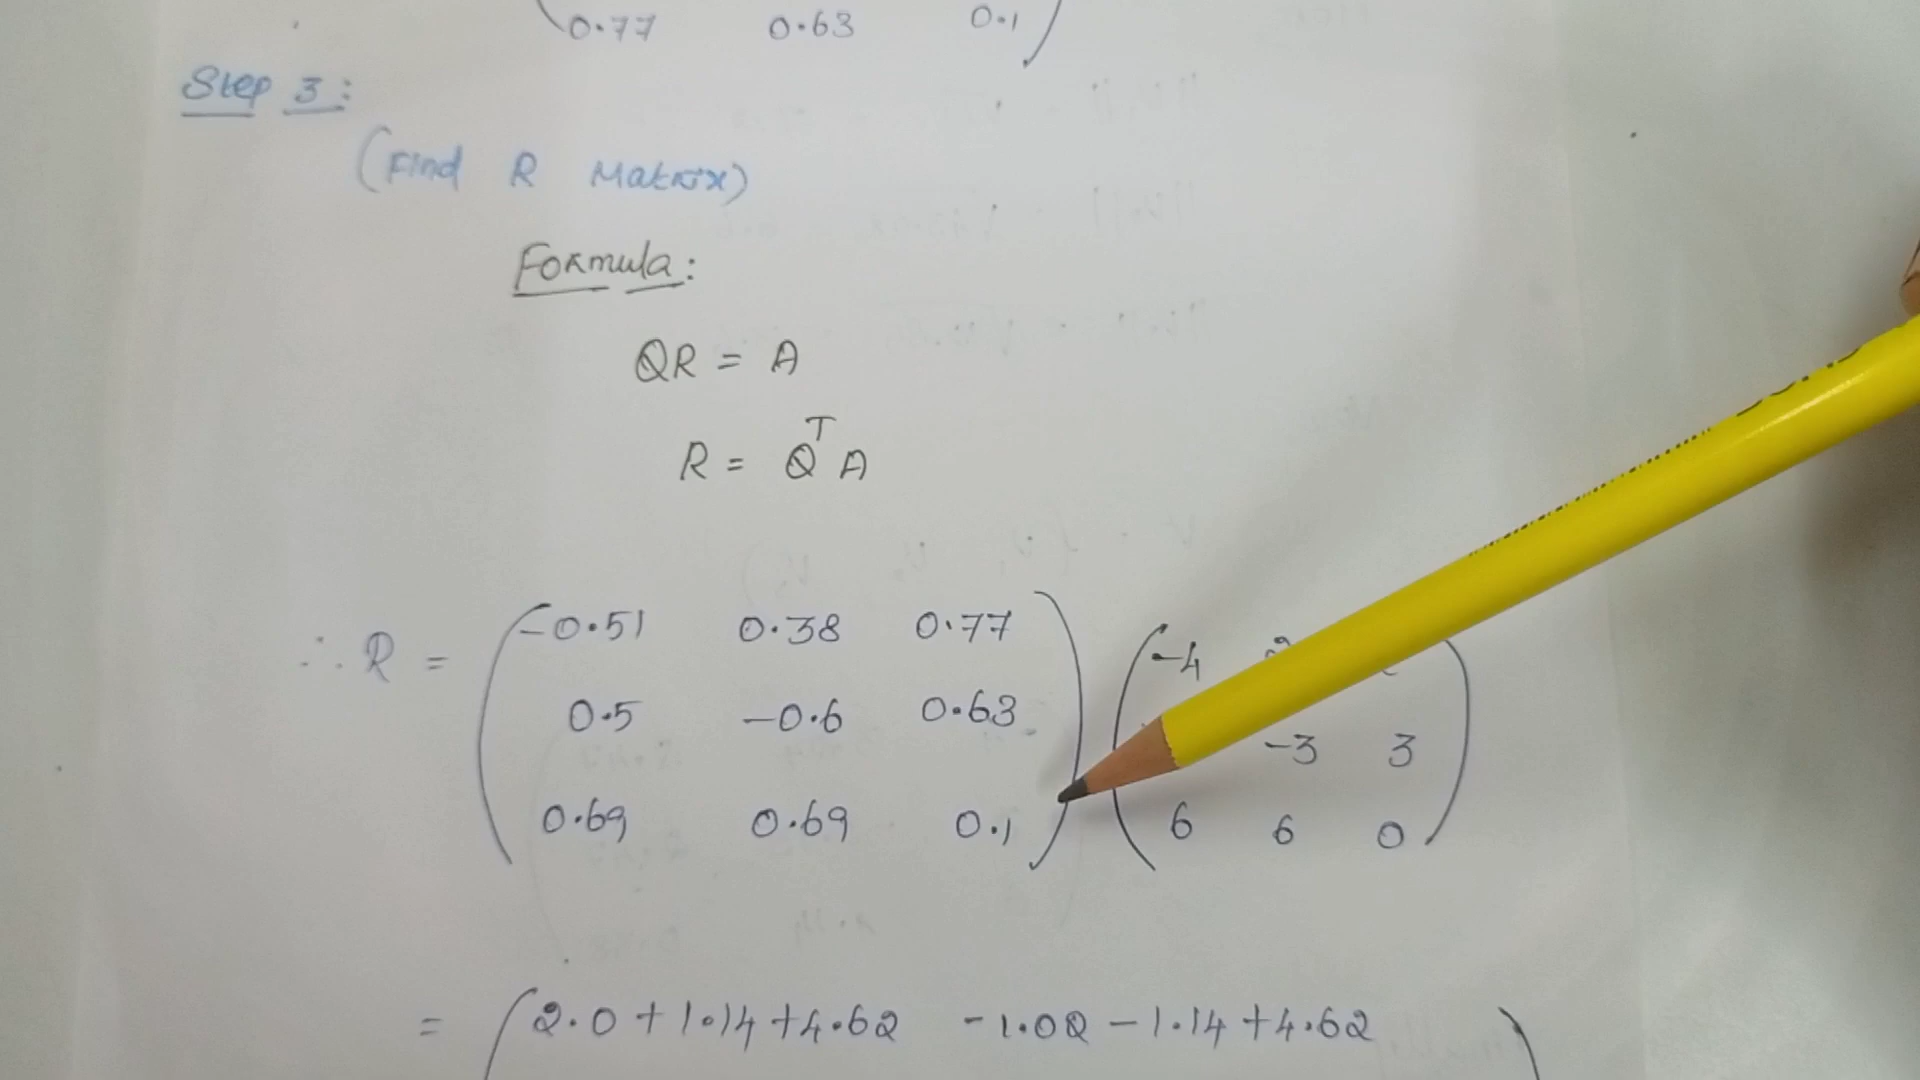 0.77 0.63 0.1
Step 3:
(Find R Matrix)
Formula:
QR = A
R = Qᵀ A
∴ R = (-0.51 0.38 0.77) (-4
0.5 -0.6 0.63 -3 3
0.69 0.69 0.1 6 6 0
= (2.0 + 1.14 + 4.62 -1.02 - 1.14 + 4.62